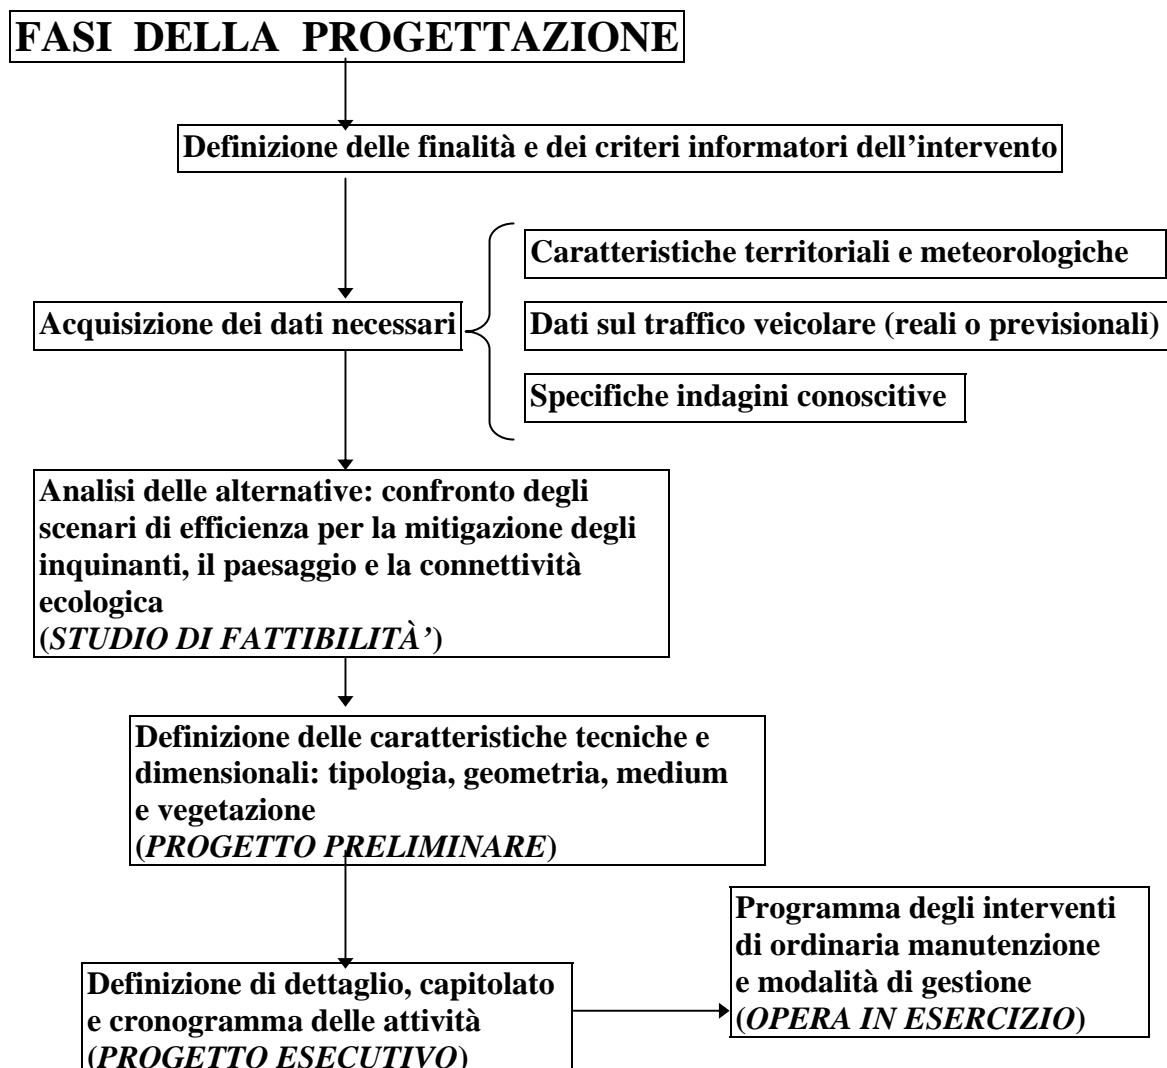 FASI DELLA PROGETTAZIONE
Definizione delle finalità e dei criteri informatori dell’intervento
Caratteristiche territoriali e meteorologiche
Acquisizione dei dati necessari
Dati sul traffico veicolare (reali o previsionali)
Specifiche indagini conoscitive
Analisi delle alternative: confronto degli
scenari di efficienza per la mitigazione degli
inquinanti, il paesaggio e la connettività
ecologica
(STUDIO DI FATTIBILITÀ’)
Definizione delle caratteristiche tecniche e
dimensionali: tipologia, geometria, medium
e vegetazione
(PROGETTO PRELIMINARE)
Definizione di dettaglio, capitolato
e cronogramma delle attività
(PROGETTO ESECUTIVO)
Programma degli interventi
di ordinaria manutenzione
e modalità di gestione
(OPERA IN ESERCIZIO)